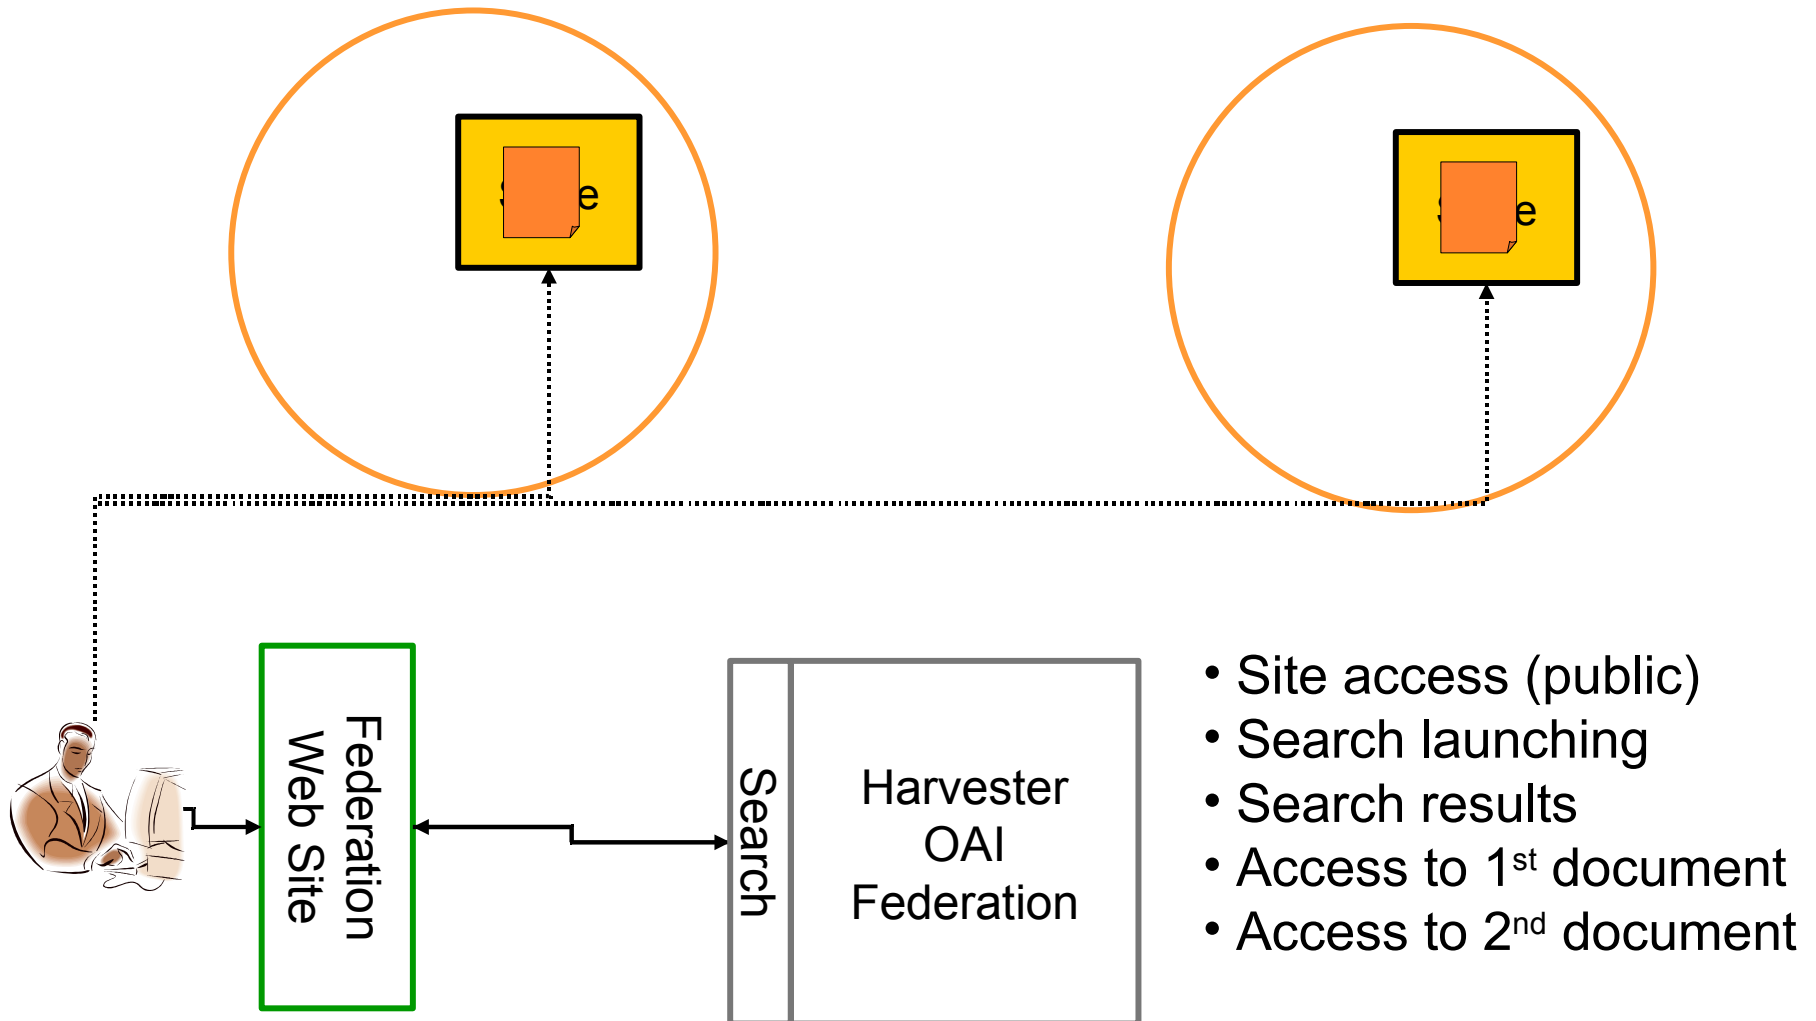 Federation
Web Site
Search
Harvester
OAI
Federation
• Site access (public)
• Search launching
• Search results
• Access to 1st document
• Access to 2nd document